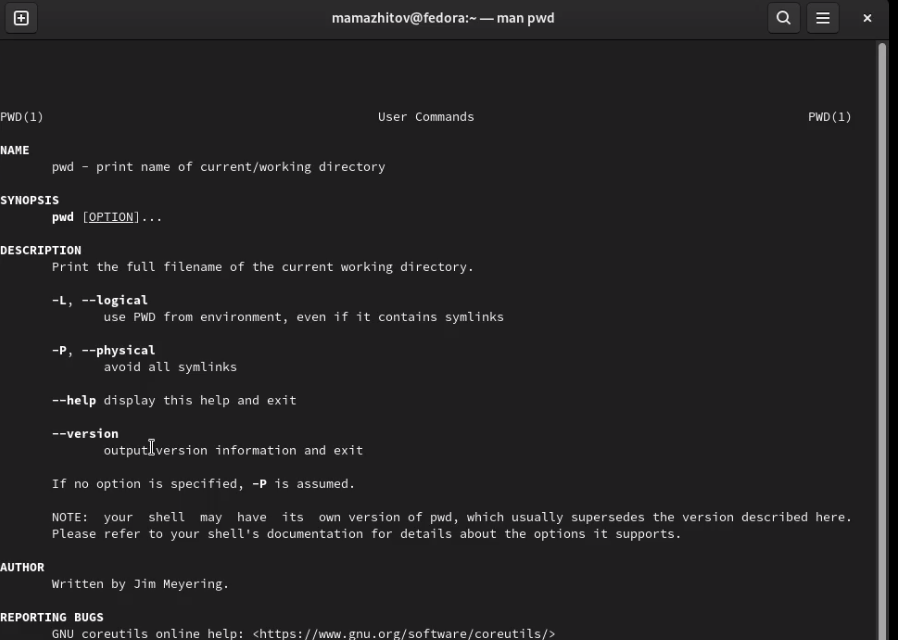 mamazhitov@fedora:~ — man pwd
PWD(1) User Commands PWD(1)
NAME
pwd - print name of current/working directory
SYNOPSIS
pwd [OPTION]...
DESCRIPTION
Print the full filename of the current working directory.
-L, --logical
use PWD from environment, even if it contains symlinks
-P, --physical
avoid all symlinks
--help display this help and exit
--version
output version information and exit
If no option is specified, -P is assumed.
NOTE: your shell may have its own version of pwd, which usually supersedes the version described here.
Please refer to your shell's documentation for details about the options it supports.
AUTHOR
Written by Jim Meyering.
REPORTING BUGS
GNU coreutils online help: <https://www.gnu.org/software/coreutils/>